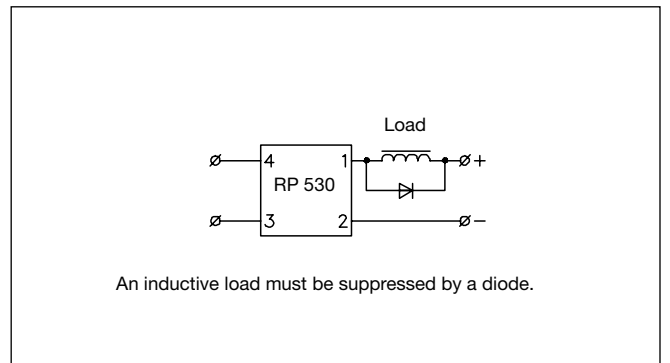 Load
4 1 +
RP 530
3 2 −
An inductive load must be suppressed by a diode.